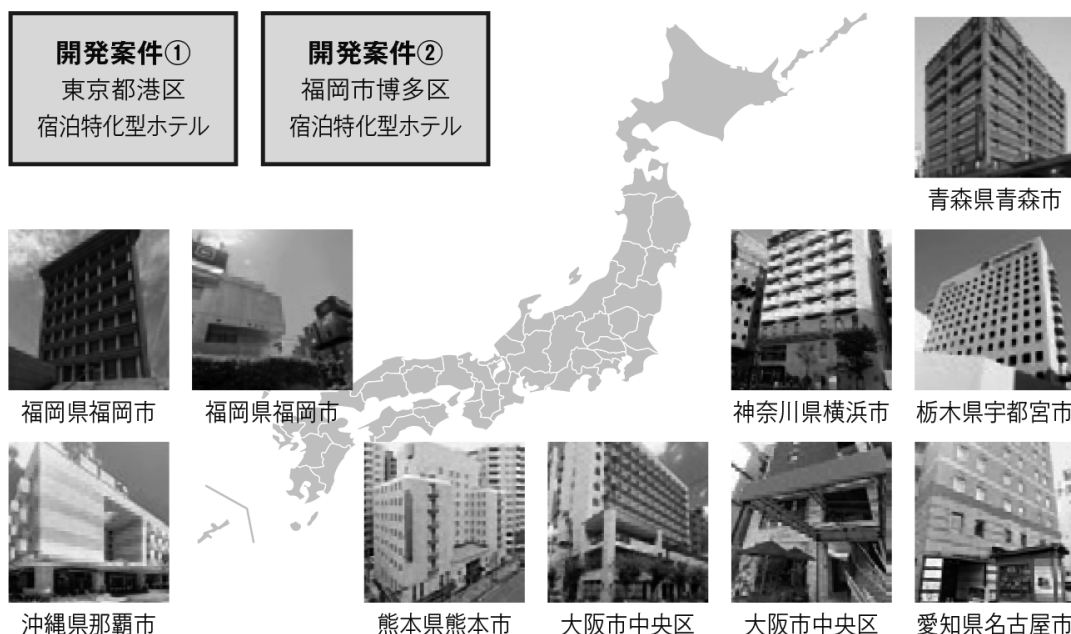 開発案件①
東京都港区
宿泊特化型ホテル
開発案件②
福岡市博多区
宿泊特化型ホテル
青森県青森市
福岡県福岡市
福岡県福岡市
神奈川県横浜市
栃木県宇都宮市
沖縄県那覇市
熊本県熊本市
大阪市中央区
大阪市中央区
愛知県名古屋市